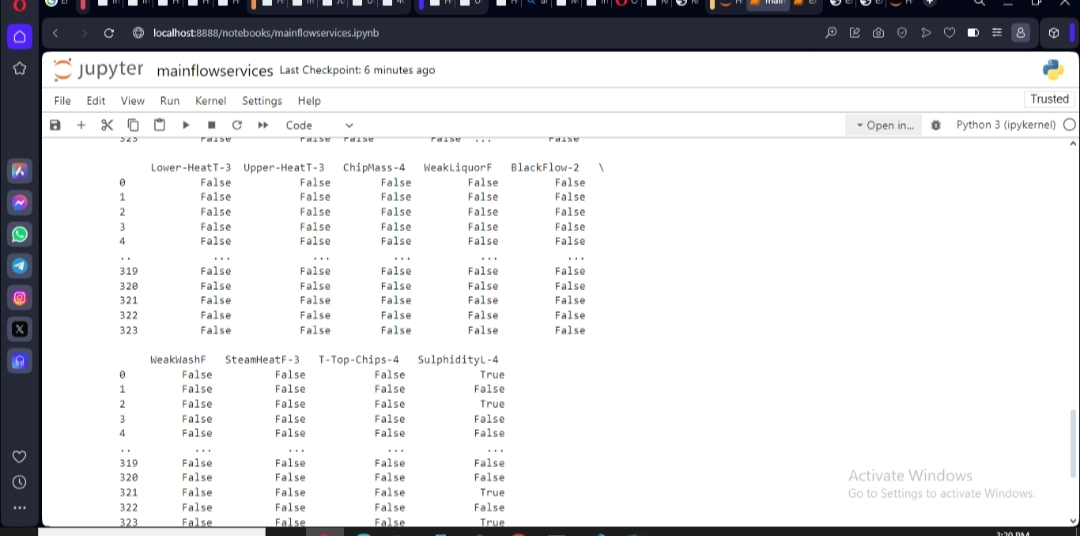 localhost:8888/notebooks/mainflowservices.ipynb
jupyter mainflowservices Last Checkpoint: 6 minutes ago
File Edit View Run Kernel Settings Help
Trusted
Code
Open in...
Python 3 (ipykernel)
323 False False False False ... False
Lower-HeatT-3 Upper-HeatT-3 ChipMass-4 WeakLiquorF BlackFlow-2 \
0 False False False False False
1 False False False False False
2 False False False False False
3 False False False False False
4 False False False False False
.. ... ... ... ... ...
319 False False False False False
320 False False False False False
321 False False False False False
322 False False False False False
323 False False False False False
WeakWashF SteamHeatF-3 T-Top-Chips-4 SulphidityL-4
0 False False False True
1 False False False False
2 False False False True
3 False False False False
4 False False False False
.. ... ... ... ...
319 False False False False
320 False False False False
321 False False False True
322 False False False False
323 False False False True
Activate Windows
Go to Settings to activate Windows.